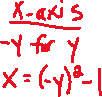 x-axis
-y for y
x = (-y)² - 1